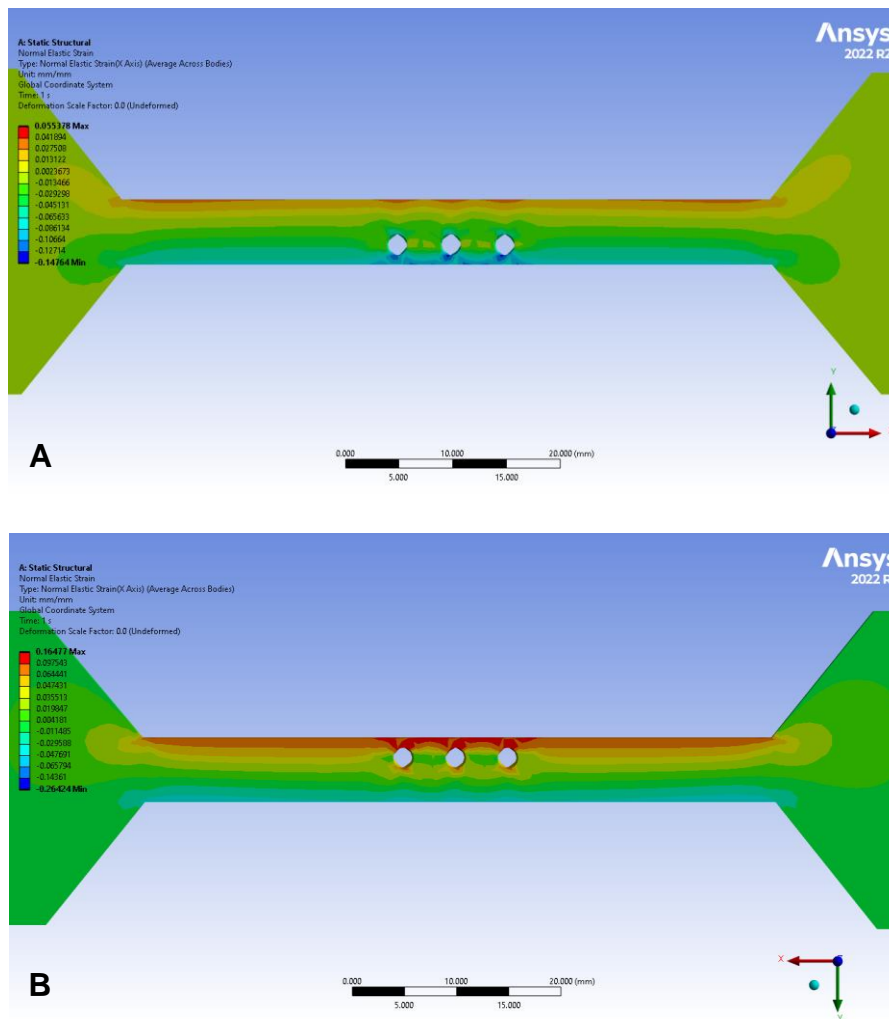 Ansys
2022 R2
A: Static Structural
Normal Elastic Strain
Type: Normal Elastic Strain(X Axis) (Average Across Bodies)
Unit: mm/mm
Global Coordinate System
Time: 1 s
Deformation Scale Factor: 0.0 (Undeformed)
0.055378 Max
0.041894
0.027508
0.013122
0.0023673
-0.013466
-0.029298
-0.045131
-0.065633
-0.086134
-0.10664
-0.12714
-0.14764 Min
Y
A
0.000 10.000 20.000 (mm)
5.000 15.000
Ansys
2022 R
A: Static Structural
Normal Elastic Strain
Type: Normal Elastic Strain(X Axis) (Average Across Bodies)
Unit: mm/mm
Global Coordinate System
Time: 1 s
Deformation Scale Factor: 0.0 (Undeformed)
0.16477 Max
0.097543
0.064441
0.047431
0.035513
0.019847
0.004181
-0.011485
-0.029588
-0.047691
-0.065794
-0.14361
-0.26424 Min
X
Y
B
0.000 10.000 20.000 (mm)
5.000 15.000